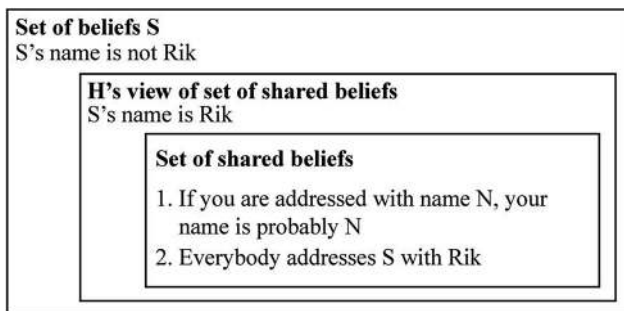 Set of beliefs S
S’s name is not Rik
H’s view of set of shared beliefs
S’s name is Rik
Set of shared beliefs
1. If you are addressed with name N, your
name is probably N
2. Everybody addresses S with Rik